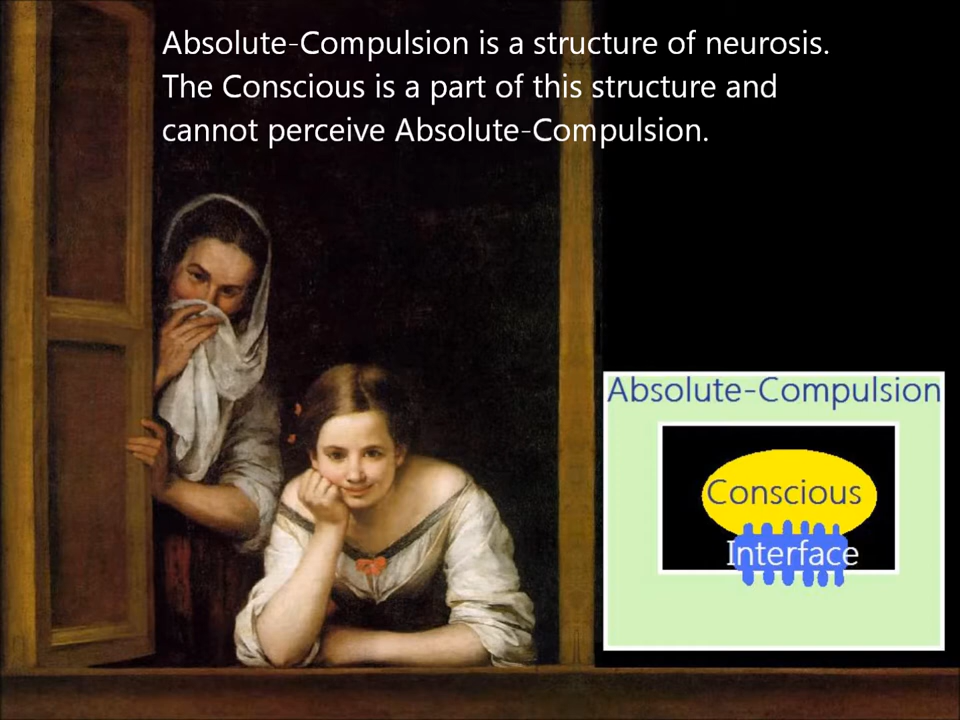 Absolute-Compulsion is a structure of neurosis.
The Conscious is a part of this structure and
cannot perceive Absolute-Compulsion.
Absolute-Compulsion
Conscious
Interface